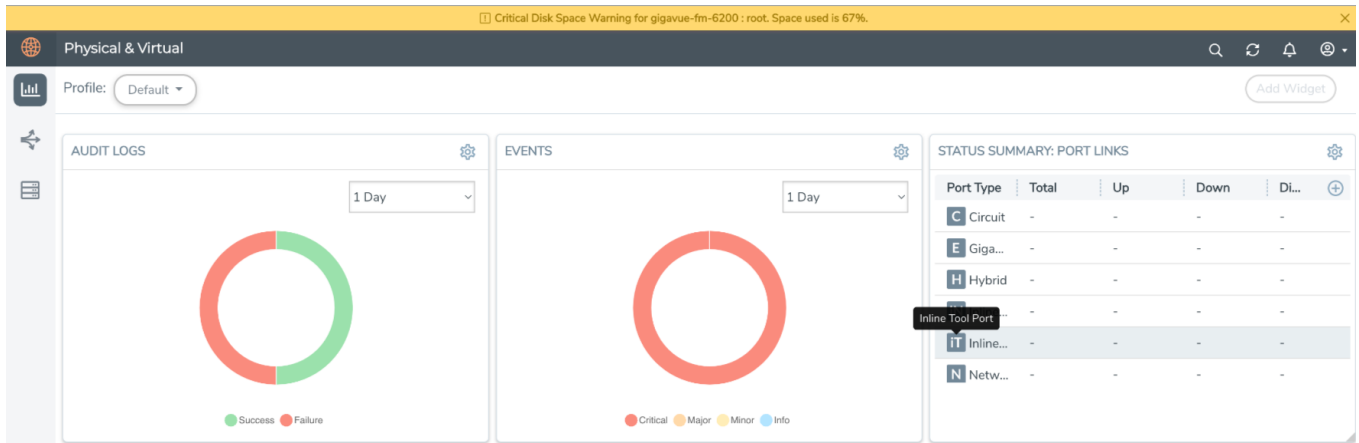 Critical Disk Space Warning for gigavue-fm-6200 : root. Space used is 67%.
Physical & Virtual
Profile: Default
Add Widget
AUDIT LOGS
1 Day
Success Failure
EVENTS
1 Day
Critical Major Minor Info
STATUS SUMMARY: PORT LINKS
Port Type Total Up Down Di...
C Circuit - - - -
E Giga... - - - -
H Hybrid - - - -
- - - -
Inline Tool Port
iT Inline... - - - -
N Netw... - - - -